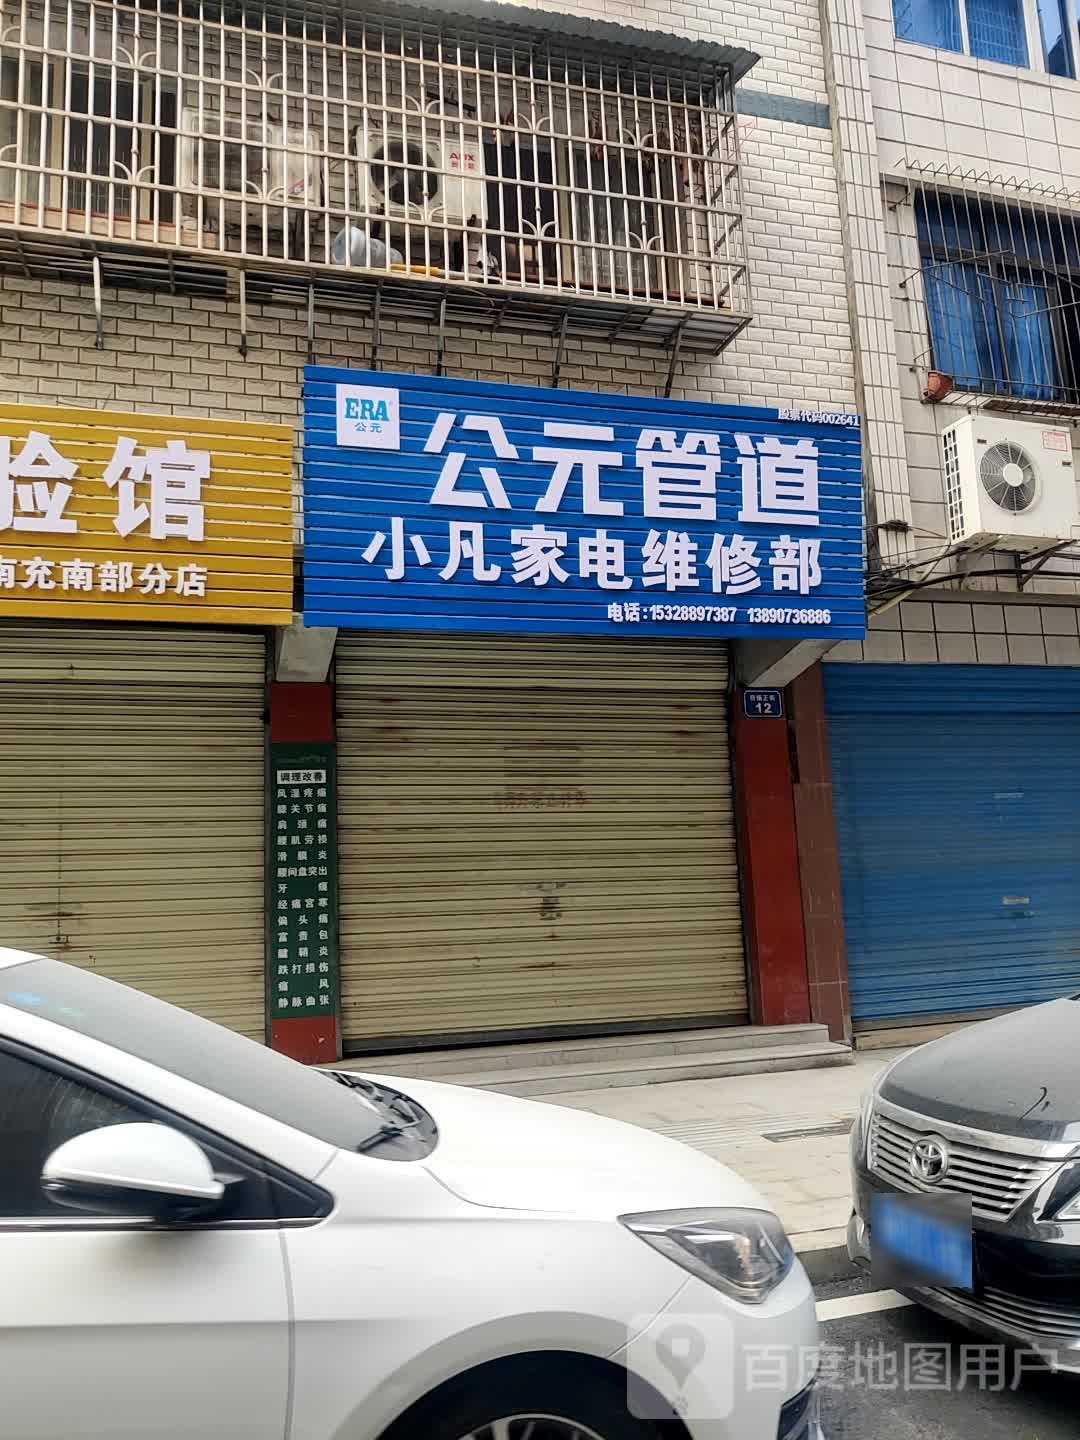 AUX
ERA
公元
股票代码002641
公元管道
小凡家电维修部
电话:15328897387 13890736886
验馆
南充南部分店
12
调理改善
风湿疼痛
膝关节痛
肩颈痛
腰肌劳损
滑膜炎
腰间盘突出
牙痛
经痛宫寒
偏头痛
富贵包
腱鞘炎
跌打损伤
痛风
静脉曲张
百度地图用户